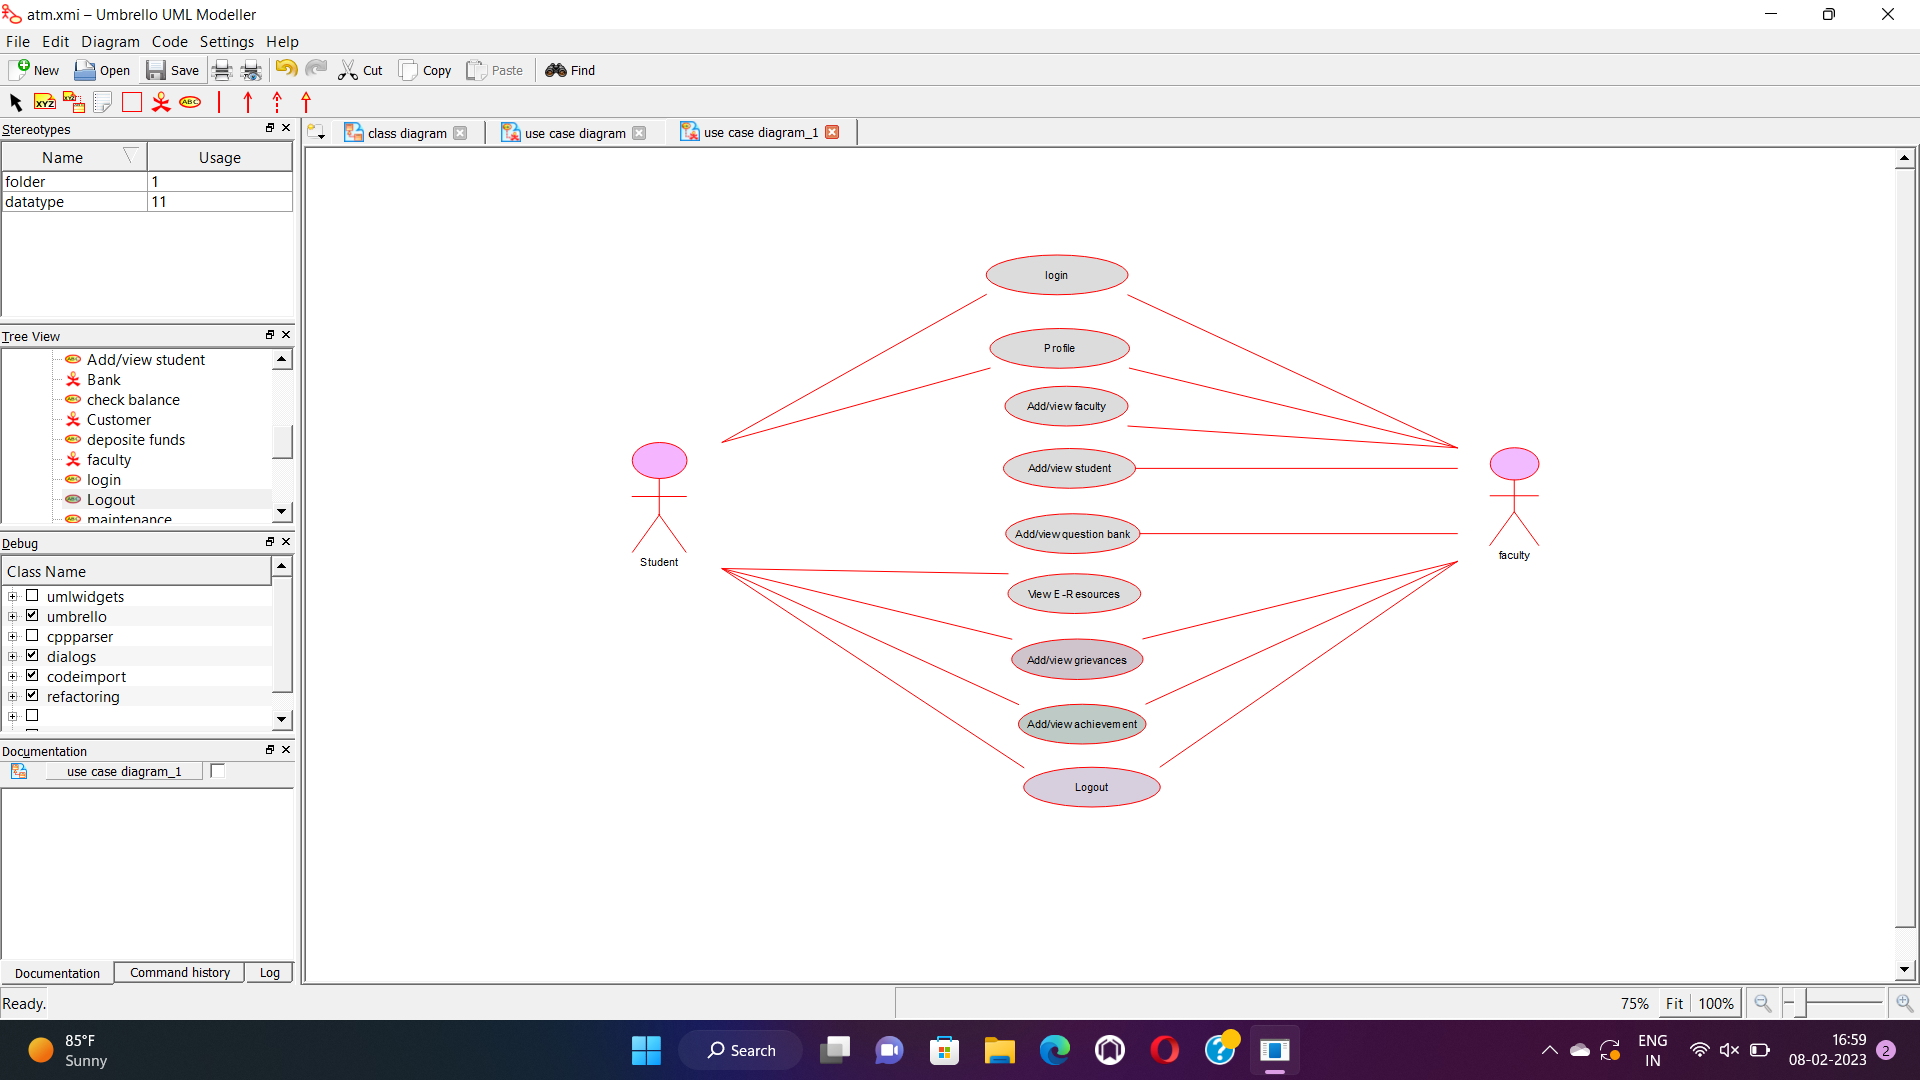 atm.xmi – Umbrello UML Modeller
File Edit Diagram Code Settings Help
New Open Save Cut Copy Paste Find
XYZ XYZ ABC
Stereotypes
class diagram use case diagram use case diagram_1
Name Usage
folder 1
datatype 11
Tree View
Add/view student
Bank
check balance
Customer
deposite funds
faculty
login
Logout
maintenance
Debug
Class Name
umlwidgets
umbrello
cppparser
dialogs
codeimport
refactoring
Documentation
use case diagram_1
Documentation Command history Log
login
Profile
Add/view faculty
Add/view student
Add/view question bank
View E-Resources
Add/view grievances
Add/view achievement
Logout
Student
faculty
Ready.
75% Fit 100%
85°F
Sunny
Search
ENG
IN
16:59
08-02-2023
2